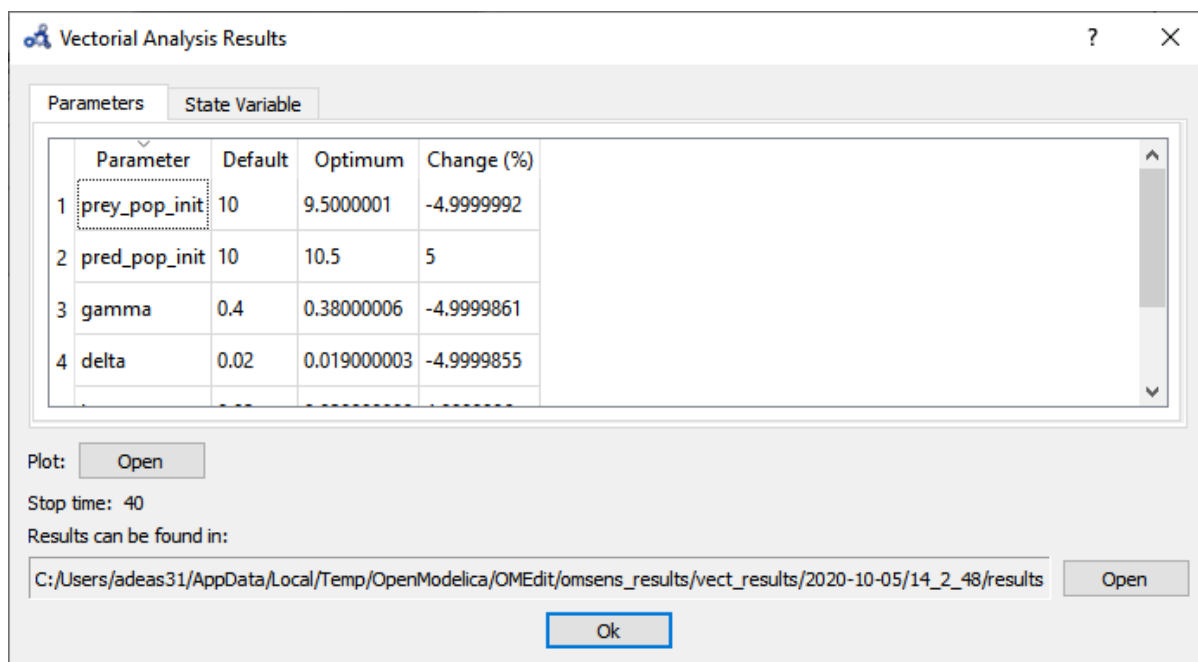 Vectorial Analysis Results ?
Parameters State Variable
Parameter Default Optimum Change (%)
1 prey_pop_init 10 9.5000001 -4.9999992
2 pred_pop_init 10 10.5 5
3 gamma 0.4 0.38000006 -4.9999861
4 delta 0.02 0.019000003 -4.9999855
Plot: Open
Stop time: 40
Results can be found in:
C:/Users/adeas31/AppData/Local/Temp/OpenModelica/OMEdit/omsens_results/vect_results/2020-10-05/14_2_48/results Open
Ok